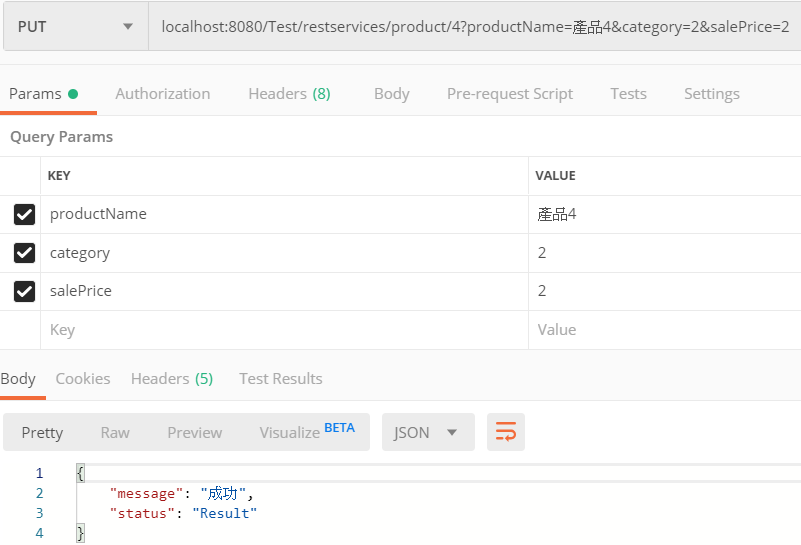 PUT localhost:8080/Test/restservices/product/4?productName=產品4&category=2&salePrice=2
Params Authorization Headers (8) Body Pre-request Script Tests Settings
Query Params
KEY VALUE
productName 產品4
category 2
salePrice 2
Key Value
Body Cookies Headers (5) Test Results
Pretty Raw Preview Visualize BETA JSON
1 {
2 "message": "成功",
3 "status": "Result"
4 }